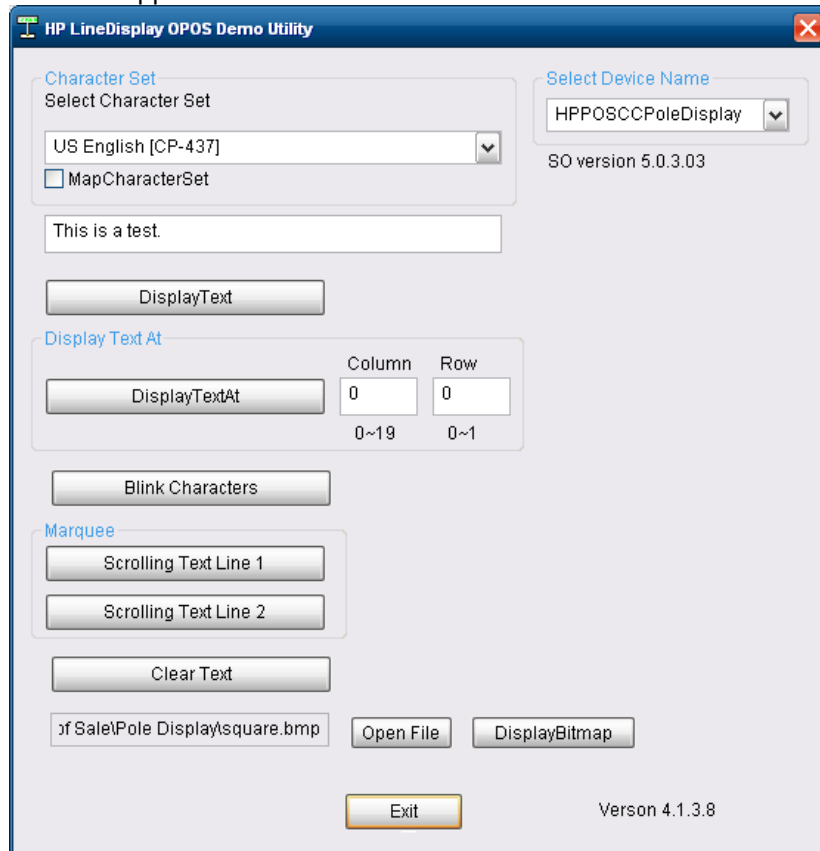 HP LineDisplay OPOS Demo Utility
Character Set
Select Character Set
US English [CP-437]
MapCharacterSet
Select Device Name
HPPOSCCPoleDisplay
SO version 5.0.3.03
This is a test.
DisplayText
Display Text At
Column Row
DisplayTextAt 0 0
0~19 0~1
Blink Characters
Marquee
Scrolling Text Line 1
Scrolling Text Line 2
Clear Text
of Sale\Pole Display\square.bmp Open File DisplayBitmap
Exit Verson 4.1.3.8